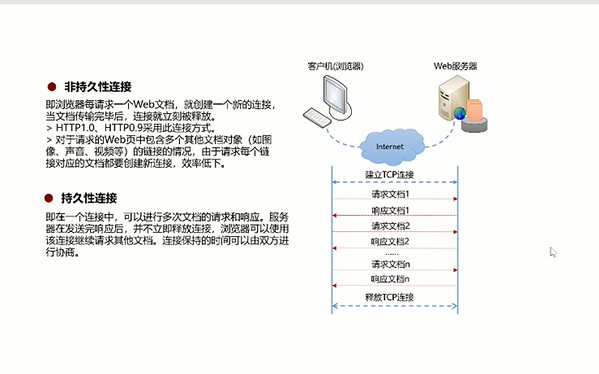 非持久性连接
即浏览器每请求一个Web文档，就创建一个新的连接，
当文档传输完毕后，连接就立刻被释放。
> HTTP1.0、HTTP0.9采用此连接方式。
> 对于请求的Web页中包含多个其他文档对象（如图
像、声音、视频等）的链接的情况，由于请求每个链
接对应的文档都要创建新连接，效率低下。
持久性连接
即在一个连接中，可以进行多次文档的请求和响应。服务
器在发送完响应后，并不立即释放连接，浏览器可以使用
该连接继续请求其他文档。连接保持的时间可以由双方进
行协商。
客户机(浏览器)
Web服务器
Internet
建立TCP连接
请求文档1
响应文档1
请求文档2
响应文档2
……
请求文档n
响应文档n
释放TCP连接